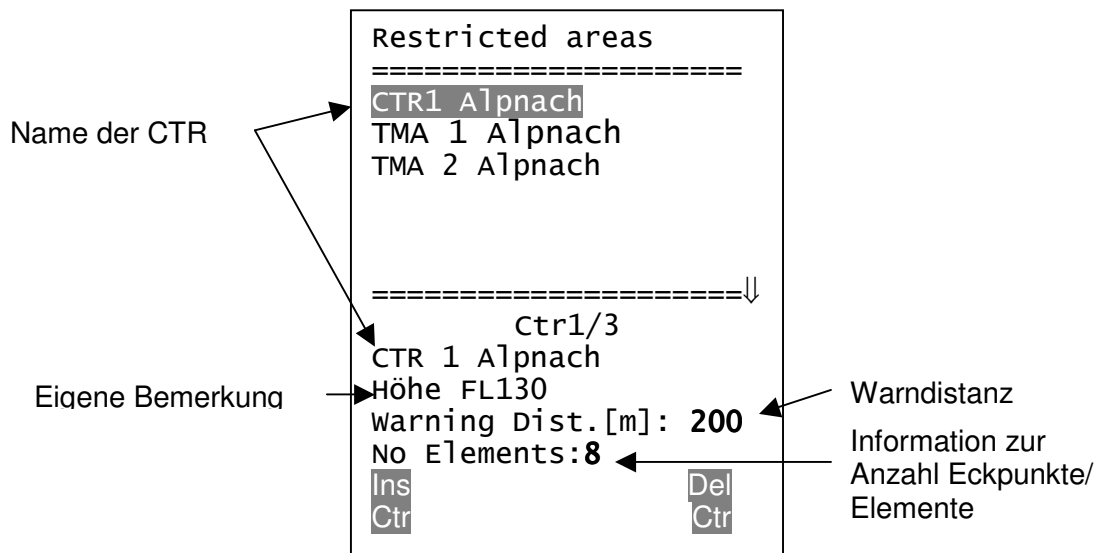 Restricted areas
=====================
CTR1 Alpnach
TMA 1 Alpnach
TMA 2 Alpnach
=====================⇓
Ctr1/3
CTR 1 Alpnach
Höhe FL130
Warning Dist.[m]: 200
No Elements:8
Ins Del
Ctr Ctr
Name der CTR
Eigene Bemerkung
Warndistanz
Information zur
Anzahl Eckpunkte/
Elemente